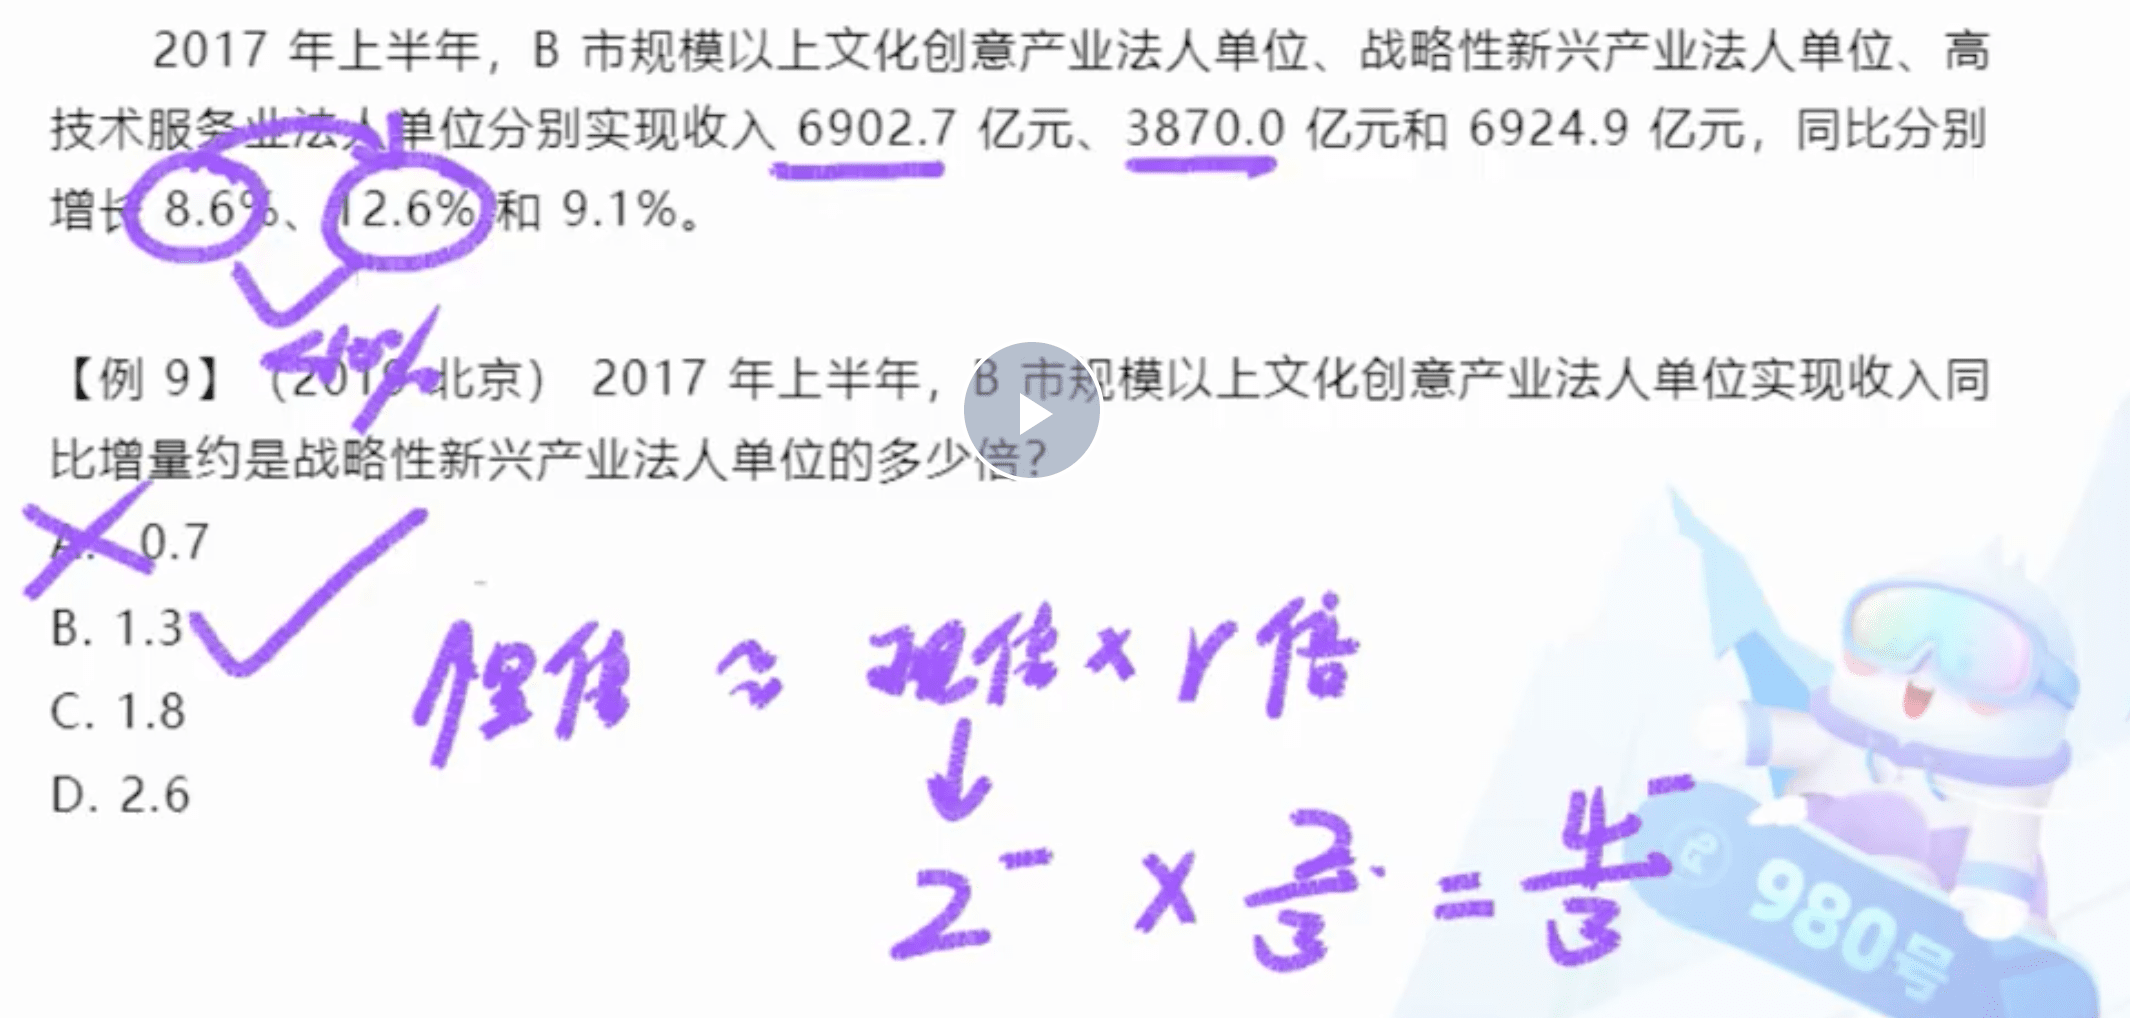 2017 年上半年，B 市规模以上文化创意产业法人单位、战略性新兴产业法人单位、高
技术服务业法人单位分别实现收入 6902.7 亿元、3870.0 亿元和 6924.9 亿元，同比分别
增长 8.6%、12.6%和 9.1%。
<10%
【例 9】（2019 北京） 2017 年上半年，B 市规模以上文化创意产业法人单位实现收入同
比增量约是战略性新兴产业法人单位的多少倍？
A. 0.7
B. 1.3
C. 1.8
D. 2.6
≈ 现倍 × r 倍
2⁻ × 2/3 = 4⁻/3
980号